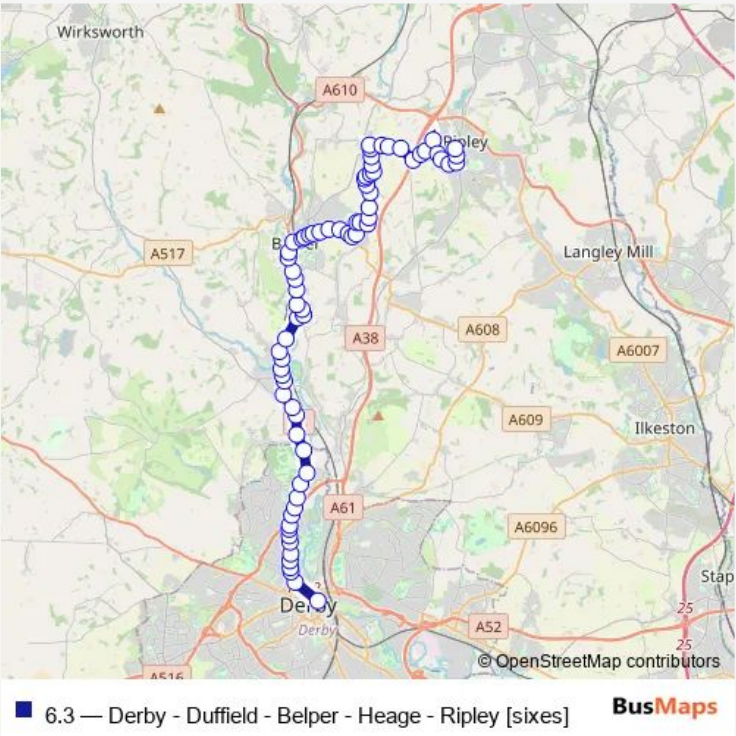 Wirksworth
A610
Ripley
A517
Langley Mill
A38
A608
A6007
A609
Ilkeston
A61
A6096
Derby
Derby
A52
25
25
A516
© OpenStreetMap contributors
6.3 — Derby - Duffield - Belper - Heage - Ripley [sixes]
BusMaps